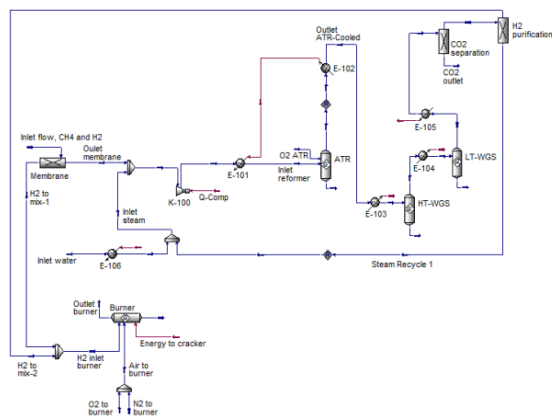 Outlet
ATR-Cooled
H2
purification
E-102
CO2
separation
CO2
outlet
E-105
Inlet flow, CH4 and H2
Oulet
membrane
O2 ATR
ATR
LT-WGS
E-104
Membrane
E-101
Inlet
reformer
H2 to
mix-1
K-100
Q-Comp
E-103
HT-WGS
Inlet
steam
Inlet water
E-106
Steam Recycle 1
Outlet
burner
Burner
Energy to cracker
H2 to
mix-2
H2 inlet
burner
Air to
burner
O2 to
burner
N2 to
burner